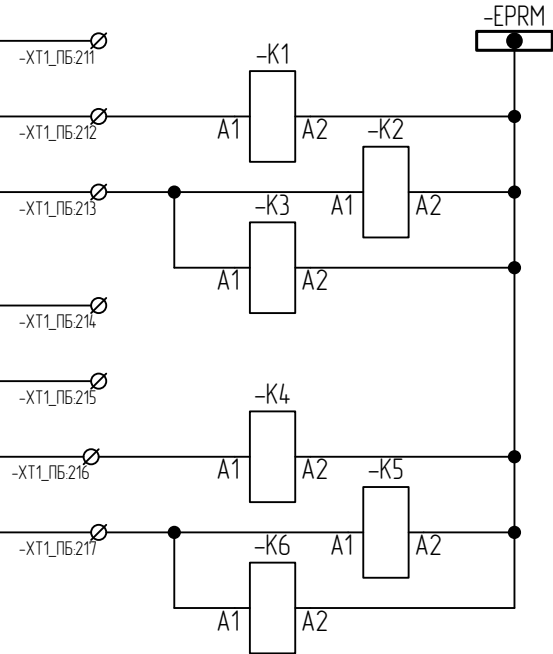 -EPRM
-XT1_ПБ:211
-K1
-XT1_ПБ:212
A1 A2
-K2
-XT1_ПБ:213
-K3
A1 A2
A1 A2
-XT1_ПБ:214
-XT1_ПБ:215
-K4
-XT1_ПБ:216
A1 A2
-K5
-XT1_ПБ:217
-K6
A1 A2
A1 A2